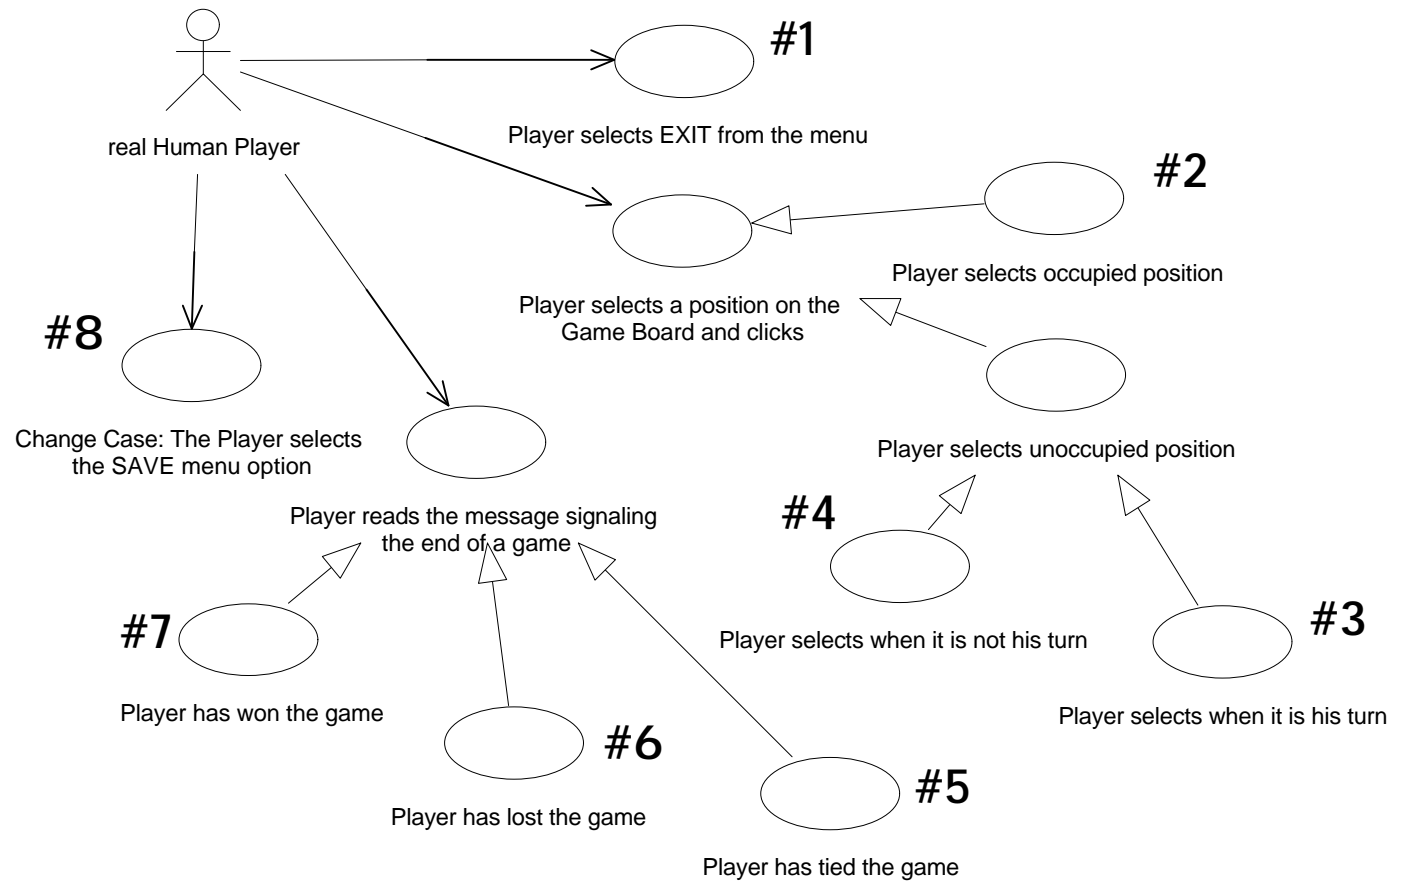 #1
Player selects EXIT from the menu
real Human Player
#2
Player selects occupied position
Player selects a position on the
Game Board and clicks
#8
Change Case: The Player selects
the SAVE menu option
Player selects unoccupied position
#4
Player reads the message signaling
the end of a game
#7
Player selects when it is not his turn
#3
Player has won the game
Player selects when it is his turn
#6
Player has lost the game
#5
Player has tied the game